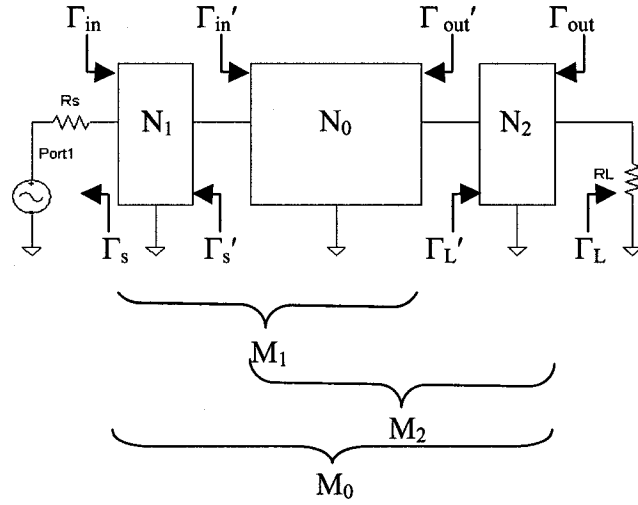 Γin Γin′ Γout′ Γout
Rs
N1 N0 N2
Port1
RL
Γs Γs′ ΓL′ ΓL
M1
M2
M0